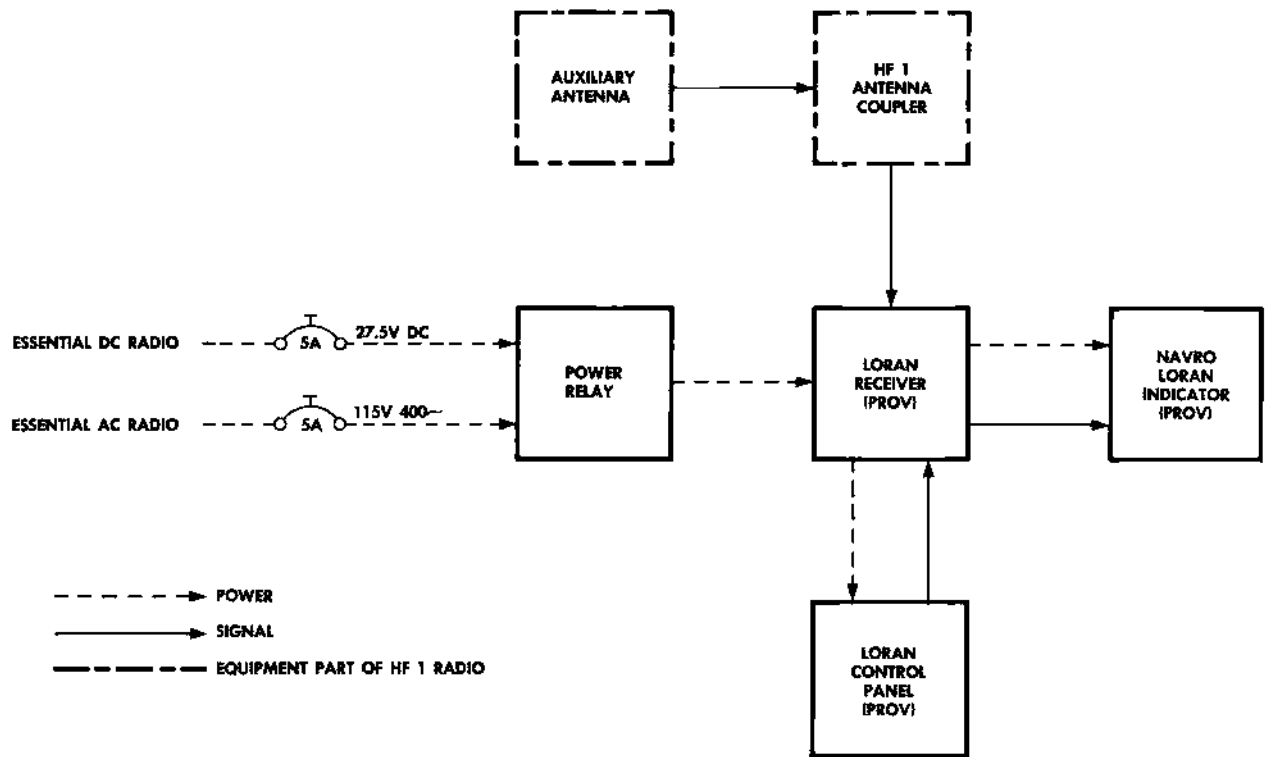 AUXILIARY
ANTENNA
HF 1
ANTENNA
COUPLER
ESSENTIAL DC RADIO
5A
27.5V DC
ESSENTIAL AC RADIO
5A
115V 400~
POWER
RELAY
LORAN
RECEIVER
(PROV)
NAVRO
LORAN
INDICATOR
(PROV)
LORAN
CONTROL
PANEL
(PROV)
POWER
SIGNAL
EQUIPMENT PART OF HF 1 RADIO